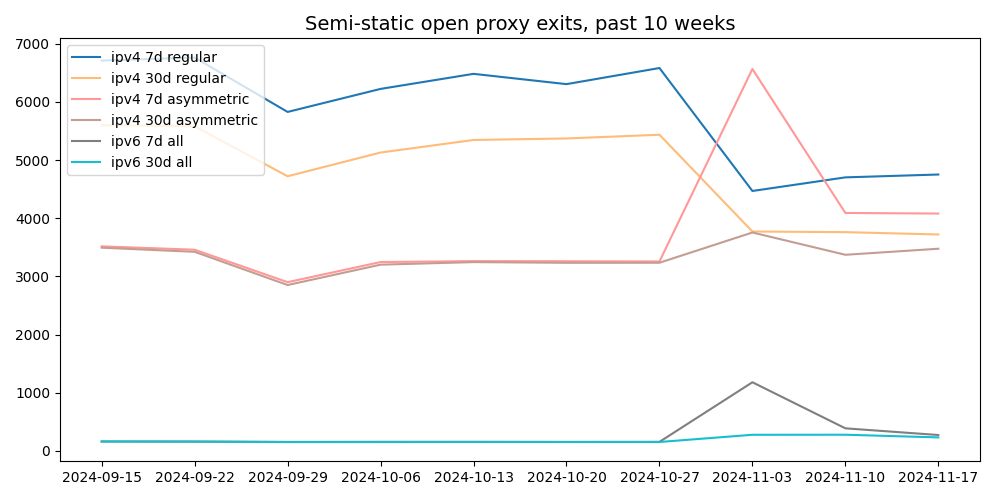 Semi-static open proxy exits, past 10 weeks
7000
6000
5000
4000
3000
2000
1000
0
ipv4 7d regular
ipv4 30d regular
ipv4 7d asymmetric
ipv4 30d asymmetric
ipv6 7d all
ipv6 30d all
2024-09-15 2024-09-22 2024-09-29 2024-10-06 2024-10-13 2024-10-20 2024-10-27 2024-11-03 2024-11-10 2024-11-17